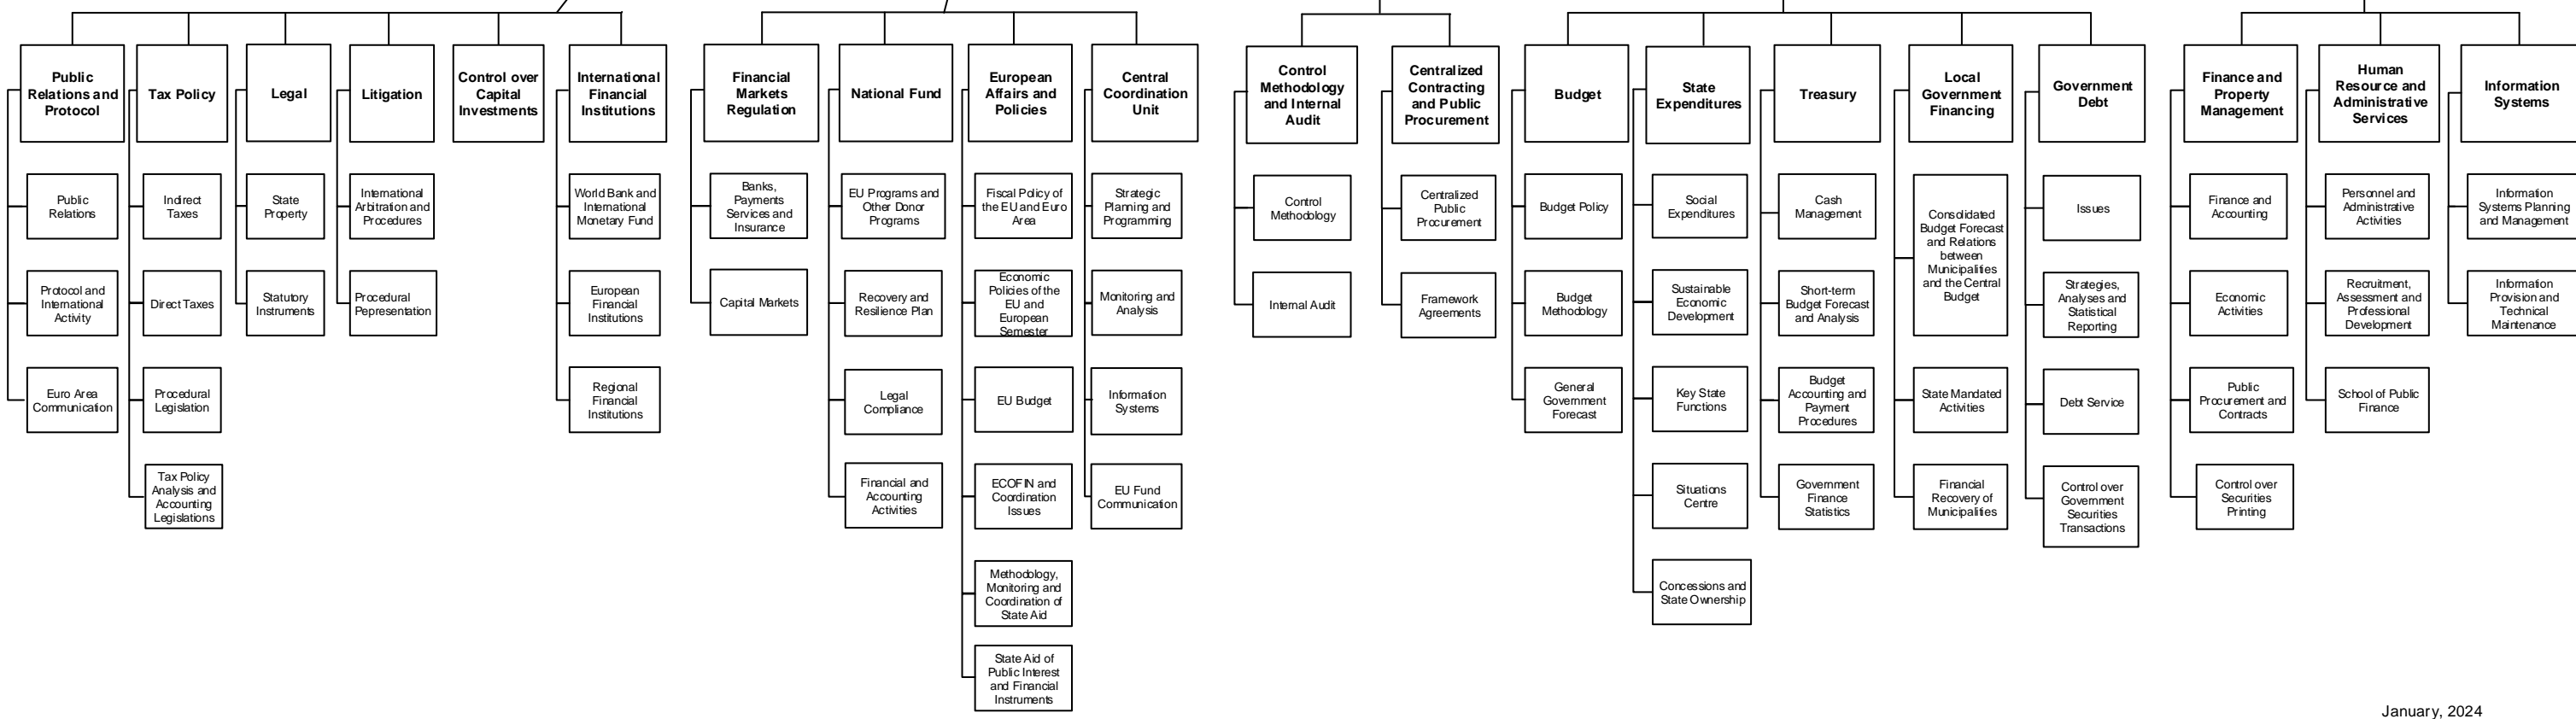 Public
Relations and
Protocol
Public
Relations
Protocol and
International
Activity
Euro Area
Communication
Tax Policy
Indirect
Taxes
Direct Taxes
Procedural
Legislation
Tax Policy
Analysis and
Accounting
Legislations
Legal
State
Property
Statutory
Instruments
Litigation
International
Arbitration and
Procedures
Procedural
Pepresentation
Control over
Capital
Investments
International
Financial
Institutions
World Bank and
International
Monetary Fund
European
Financial
Institutions
Regional
Financial
Institutions
Financial
Markets
Regulation
Banks,
Payments
Services and
Insurance
Capital Markets
National Fund
EU Programs and
Other Donor
Programs
Recovery and
Resilience Plan
Legal
Compliance
Financial and
Accounting
Activities
European
Affairs and
Policies
Fiscal Policy of
the EU and Euro
Area
Economic
Policies of the
EU and
European
Semester
EU Budget
ECOFIN and
Coordination
Issues
Methodology,
Monitoring and
Coordination of
State Aid
State Aid of
Public Interest
and Financial
Instruments
Central
Coordination
Unit
Strategic
Planning and
Programming
Monitoring and
Analysis
Information
Systems
EU Fund
Communication
Control
Methodology
and Internal
Audit
Control
Methodology
Internal Audit
Centralized
Contracting
and Public
Procurement
Centralized
Public
Procurement
Framework
Agreements
Budget
Budget Policy
Budget
Methodology
General
Government
Forecast
State
Expenditures
Social
Expenditures
Sustainable
Economic
Development
Key State
Functions
Situations
Centre
Concessions and
State Ownership
Treasury
Cash
Management
Short-term
Budget Forecast
and Analysis
Budget
Accounting and
Payment
Procedures
Government
Finance
Statistics
Local
Government
Financing
Consolidated
Budget Forecast
and Relations
between
Municipalities
and the Central
Budget
State Mandated
Activities
Financial
Recovery of
Municipalities
Government
Debt
Issues
Strategies,
Analyses and
Statistical
Reporting
Debt Service
Control over
Government
Securities
Transactions
Finance and
Property
Management
Finance and
Accounting
Economic
Activities
Public
Procurement and
Contracts
Control over
Securities
Printing
Human
Resource and
Administrative
Services
Personnel and
Administrative
Activities
Recruitment,
Assessment and
Professional
Development
School of Public
Finance
Information
Systems
Information
Systems Planning
and Management
Information
Provision and
Technical
Maintenance
January, 2024